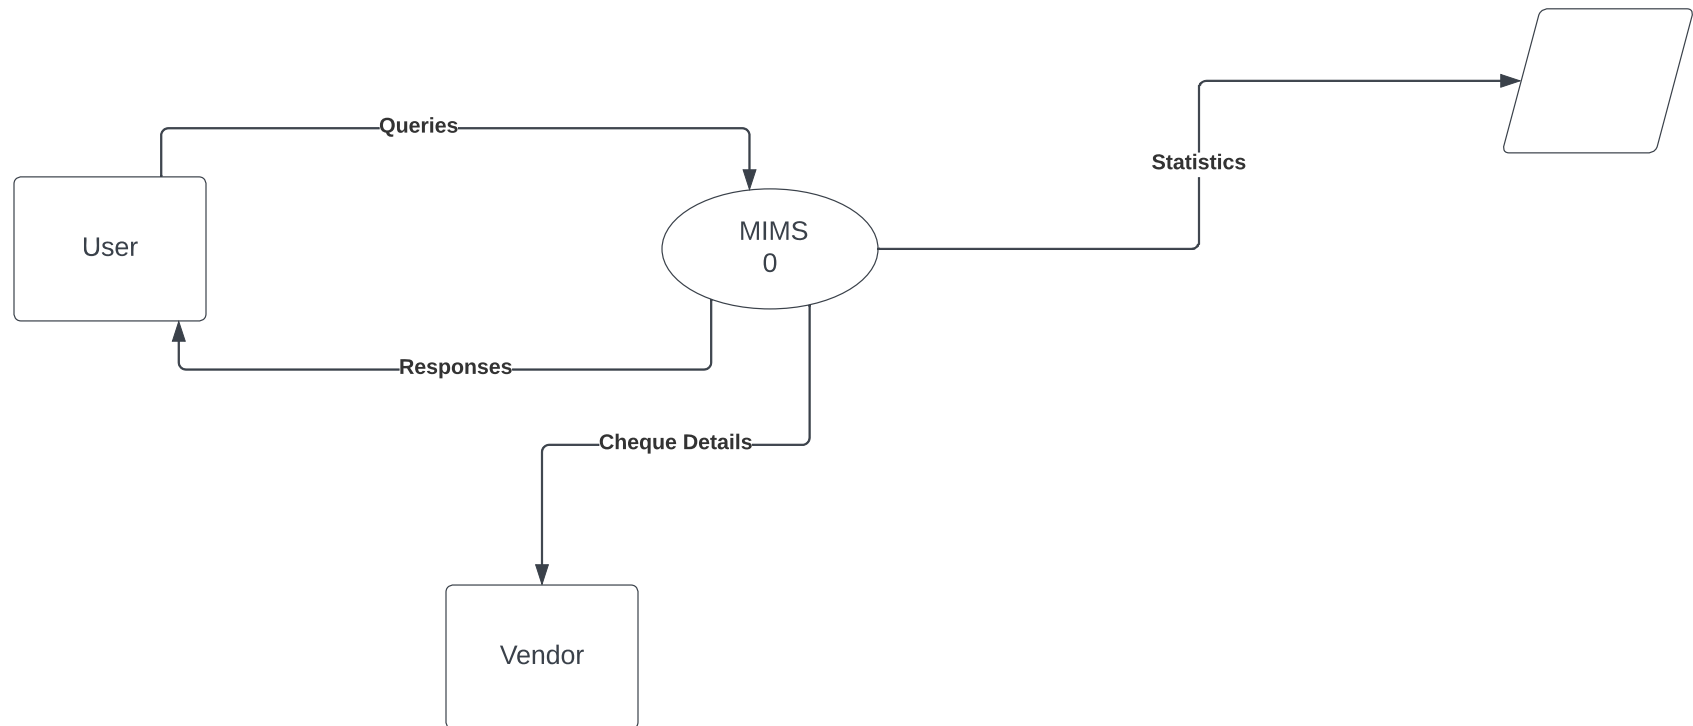 Queries
Statistics
User
MIMS
0
Responses
Cheque Details
Vendor